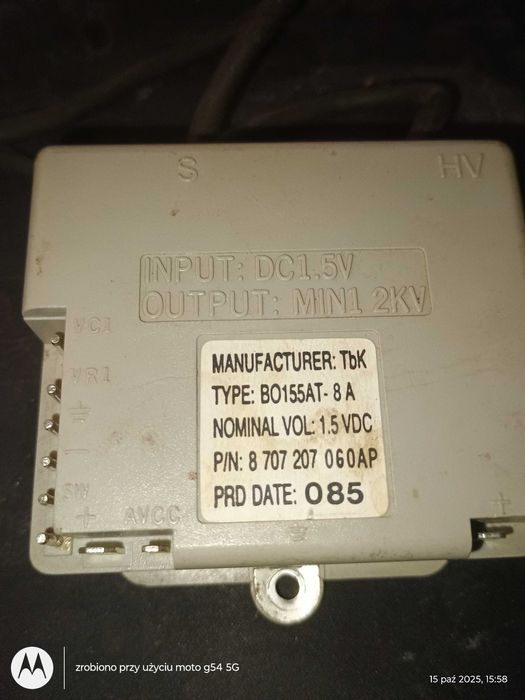 S HV
INPUT: DC1.5V
OUTPUT: MIN1 2KV
VC1
VR1
MANUFACTURER: TbK
TYPE: BO155AT- 8 A
NOMINAL VOL: 1.5 VDC
P/N: 8 707 207 060AP
PRD DATE: 085
-
SW
+ AVCC +
zrobiono przy użyciu moto g54 5G
15 paź 2025, 15:58